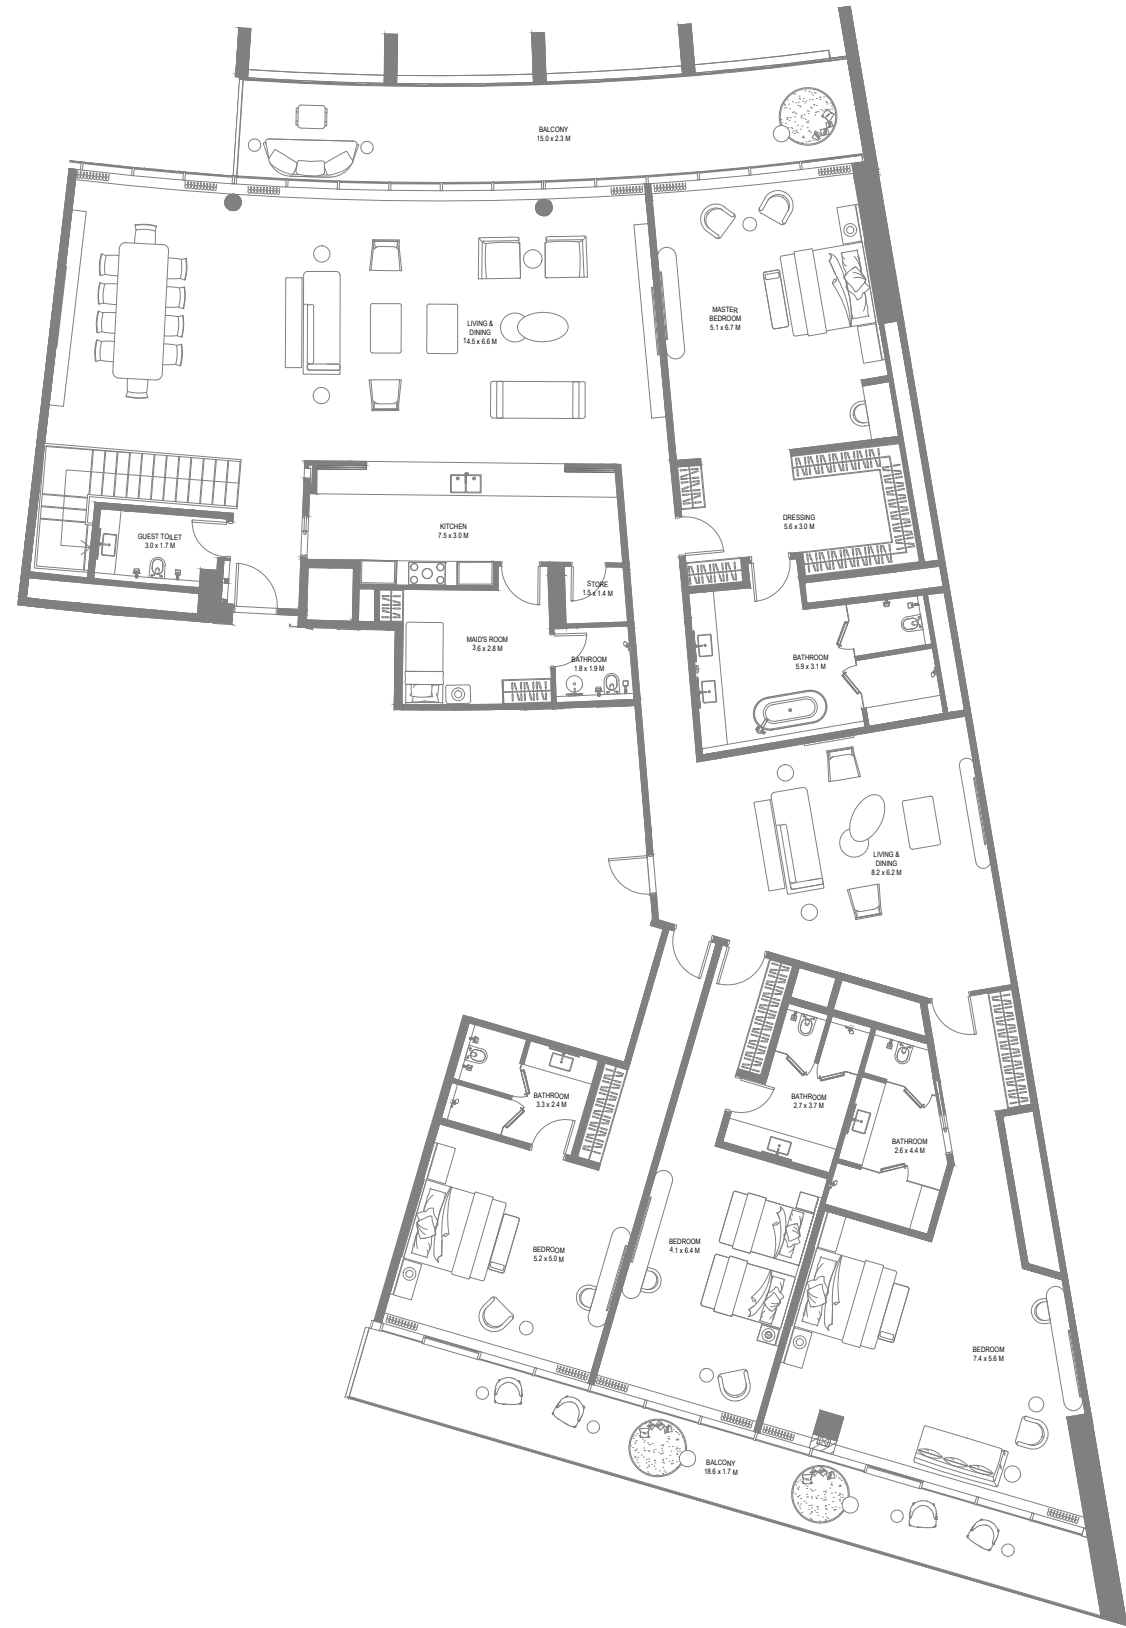 BALCONY
15.0 x 2.3 M
MASTER
BEDROOM
5.1 x 6.7 M
LIVING &
DINING
14.5 x 6.6 M
DRESSING
5.6 x 3.0 M
KITCHEN
7.5 x 3.0 M
GUEST TOILET
3.0 x 1.7 M
STORE
1.5 x 1.4 M
MAID'S ROOM
3.6 x 2.8 M
BATHROOM
1.8 x 1.9 M
BATHROOM
5.9 x 3.1 M
LIVING &
DINING
8.2 x 6.2 M
BATHROOM
3.3 x 2.4 M
BATHROOM
2.7 x 3.7 M
BATHROOM
2.6 x 4.4 M
BEDROOM
5.2 x 5.0 M
BEDROOM
4.1 x 6.4 M
BEDROOM
7.4 x 5.6 M
BALCONY
18.6 x 1.7 M